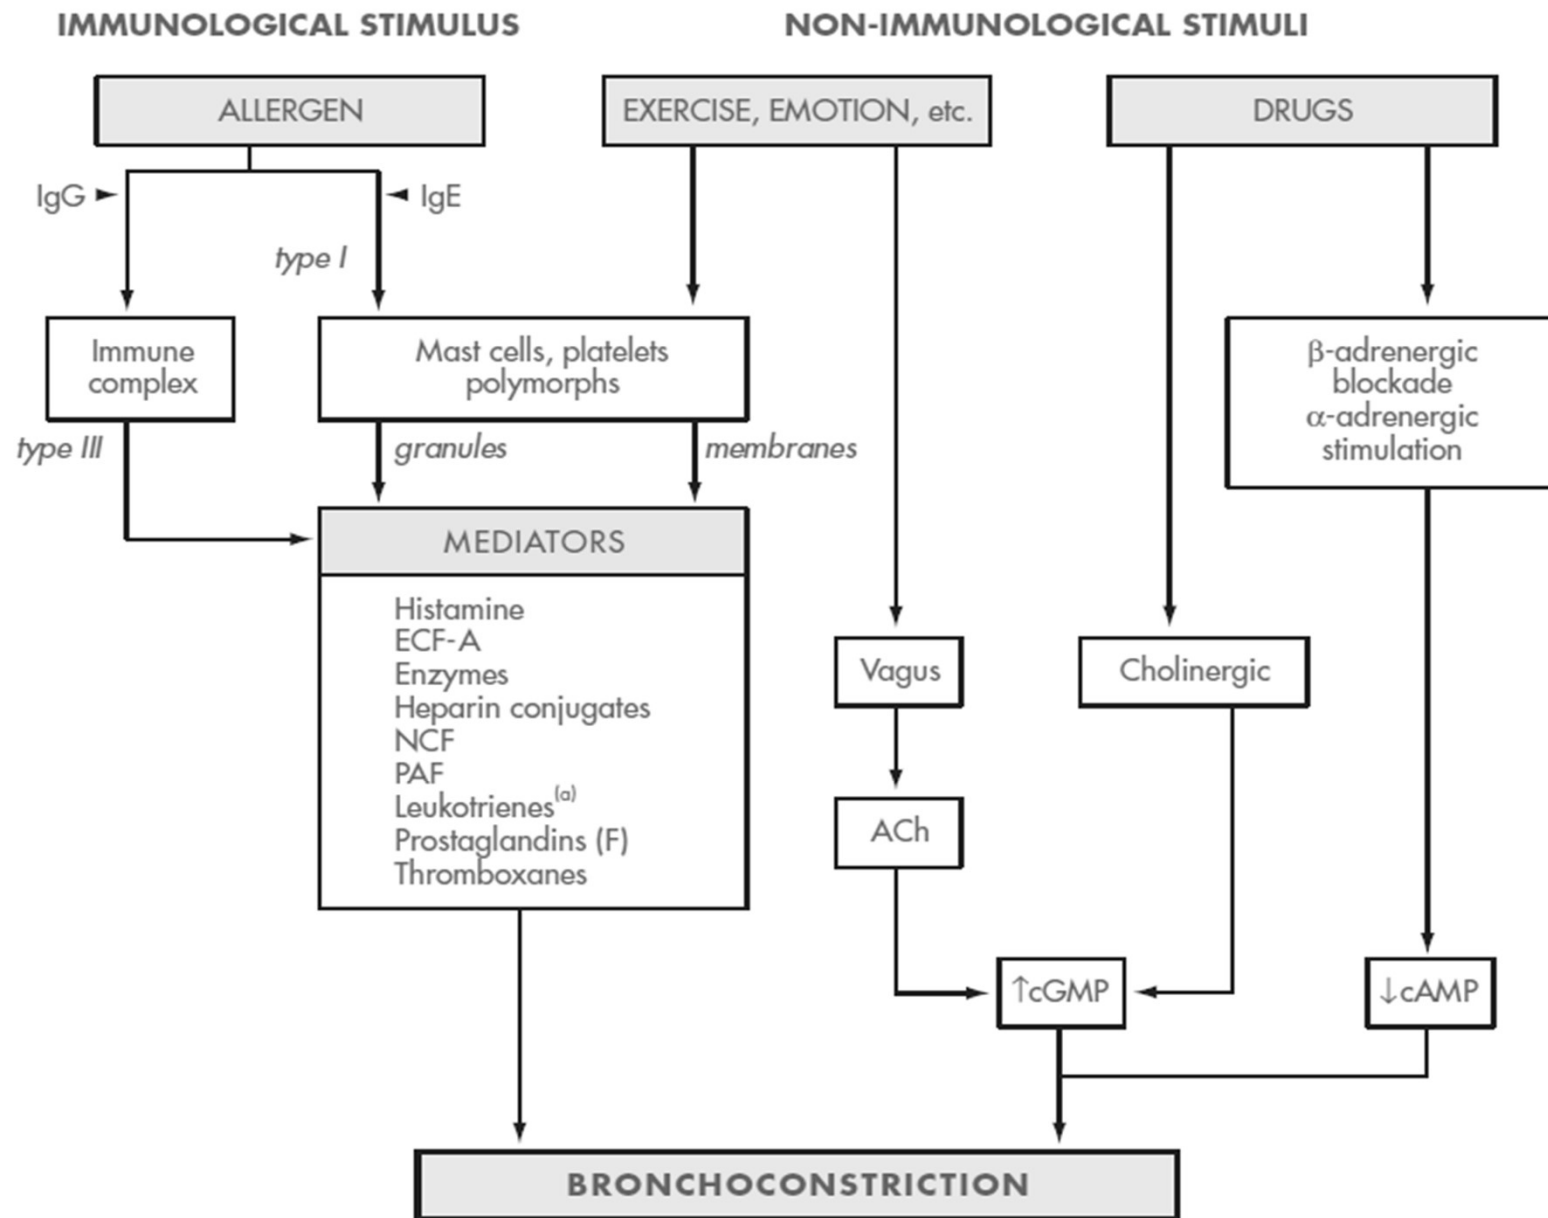 IMMUNOLOGICAL STIMULUS
NON-IMMUNOLOGICAL STIMULI
ALLERGEN
EXERCISE, EMOTION, etc.
DRUGS
IgG
IgE
type I
Immune
complex
Mast cells, platelets
polymorphs
β-adrenergic
blockade
α-adrenergic
stimulation
type III
granules
membranes
MEDIATORS
Histamine
ECF-A
Enzymes
Heparin conjugates
NCF
PAF
Leukotrienes(a)
Prostaglandins (F)
Thromboxanes
Vagus
Cholinergic
ACh
↑cGMP
↓cAMP
BRONCHOCONSTRICTION